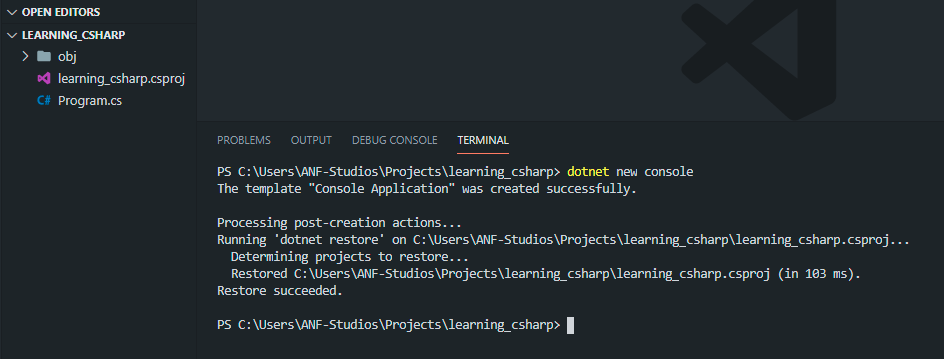 OPEN EDITORS
LEARNING_CSHARP
obj
learning_csharp.csproj
C# Program.cs
PROBLEMS OUTPUT DEBUG CONSOLE TERMINAL
PS C:\Users\ANF-Studios\Projects\learning_csharp> dotnet new console
The template "Console Application" was created successfully.
Processing post-creation actions...
Running 'dotnet restore' on C:\Users\ANF-Studios\Projects\learning_csharp\learning_csharp.csproj...
Determining projects to restore...
Restored C:\Users\ANF-Studios\Projects\learning_csharp\learning_csharp.csproj (in 103 ms).
Restore succeeded.
PS C:\Users\ANF-Studios\Projects\learning_csharp>